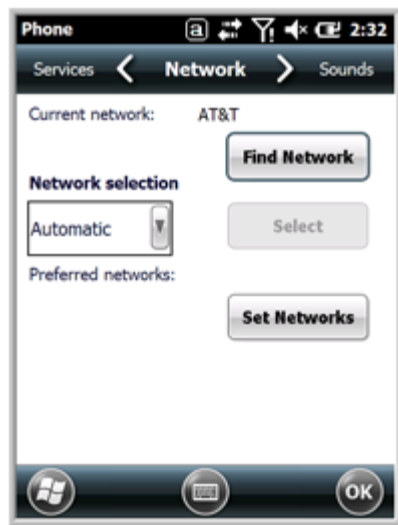 Phone a 2:32
Services Network Sounds
Current network: AT&T
Find Network
Network selection
Automatic Select
Preferred networks:
Set Networks
OK